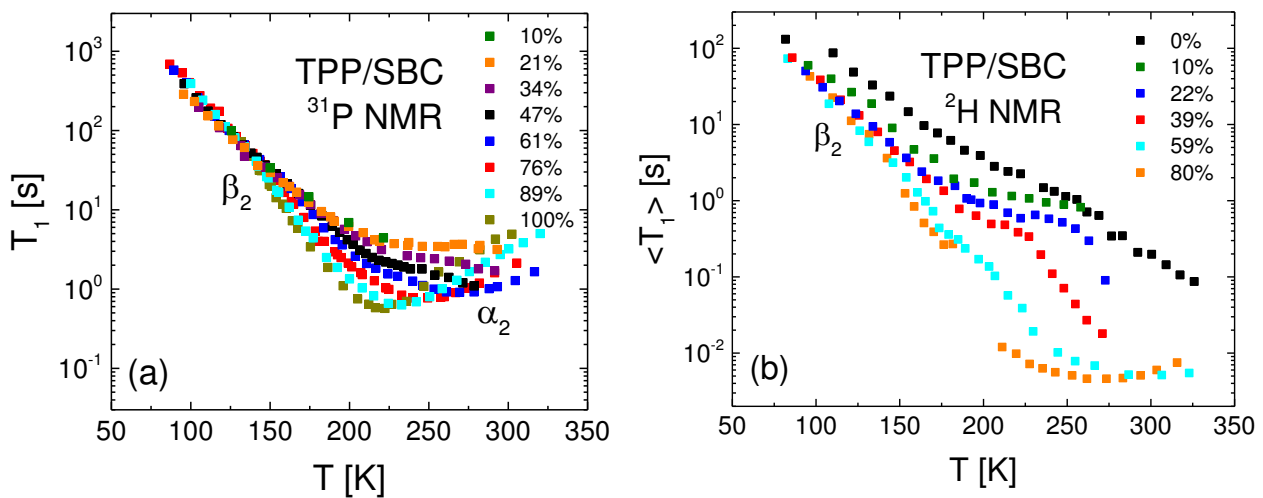 TPP/SBC
³¹P NMR
10%
21%
34%
47%
61%
76%
89%
100%
β₂
α₂
(a)
T₁ [s]
10³
10²
10¹
10⁰
10⁻¹
50 100 150 200 250 300 350
T [K]
TPP/SBC
²H NMR
0%
10%
22%
39%
59%
80%
β₂
(b)
<T₁> [s]
10²
10¹
10⁰
10⁻¹
10⁻²
50 100 150 200 250 300 350
T [K]